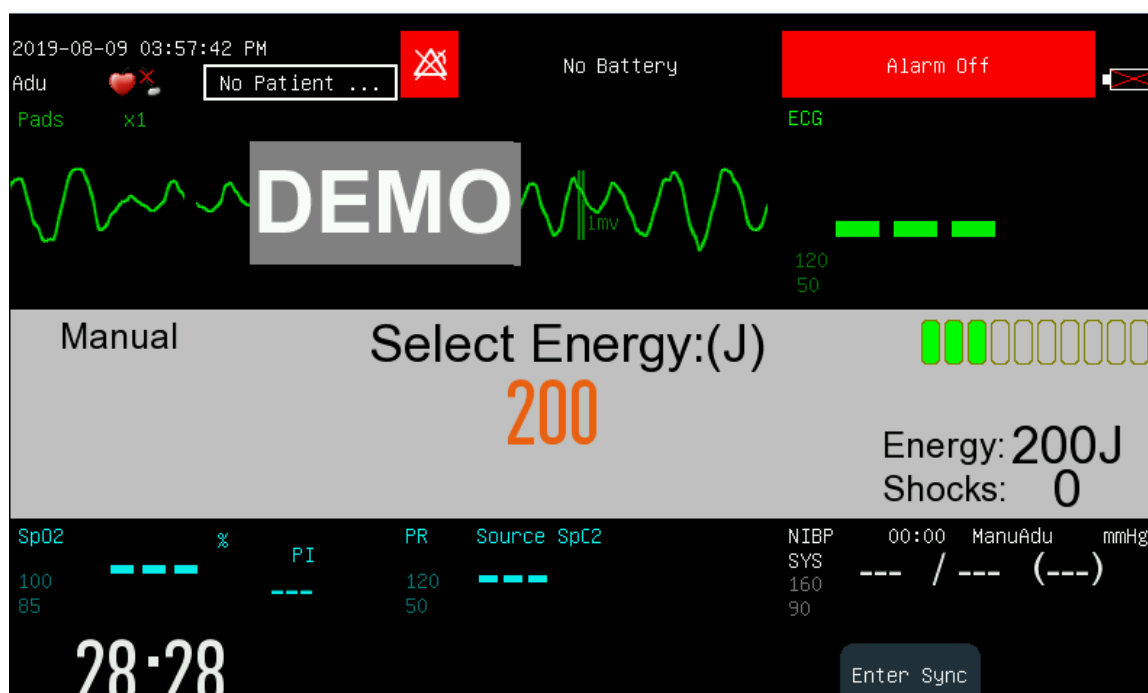 2019-08-09 03:57:42 PM
Adu
No Patient ...
No Battery
Alarm Off
Pads x1
ECG
DEMO
1mv
120
50
Manual
Select Energy:(J)
200
Energy: 200J
Shocks: 0
SpO2 %
PI
100
85
--- ---
PR Source SpC2
120
50
---
NIBP 00:00 ManuAdu mmHg
SYS
160
90
--- / --- (---)
28:28
Enter Sync